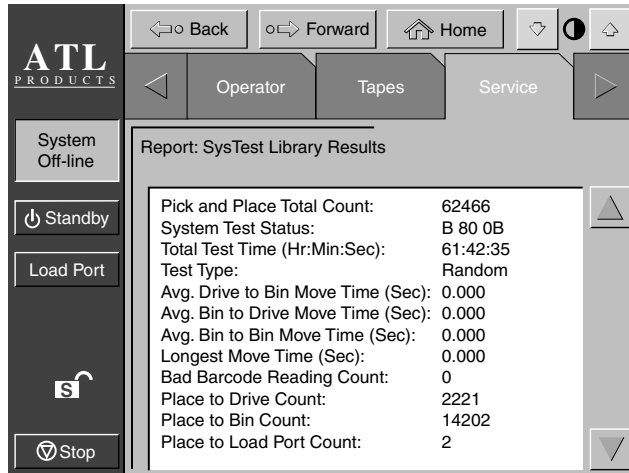 Back Forward Home
ATL
PRODUCTS
Operator Tapes Service
System
Off-line
Standby
Load Port
S
Stop
Report: SysTest Library Results
Pick and Place Total Count: 62466
System Test Status: B 80 0B
Total Test Time (Hr:Min:Sec): 61:42:35
Test Type: Random
Avg. Drive to Bin Move Time (Sec): 0.000
Avg. Bin to Drive Move Time (Sec): 0.000
Avg. Bin to Bin Move Time (Sec): 0.000
Longest Move Time (Sec): 0.000
Bad Barcode Reading Count: 0
Place to Drive Count: 2221
Place to Bin Count: 14202
Place to Load Port Count: 2